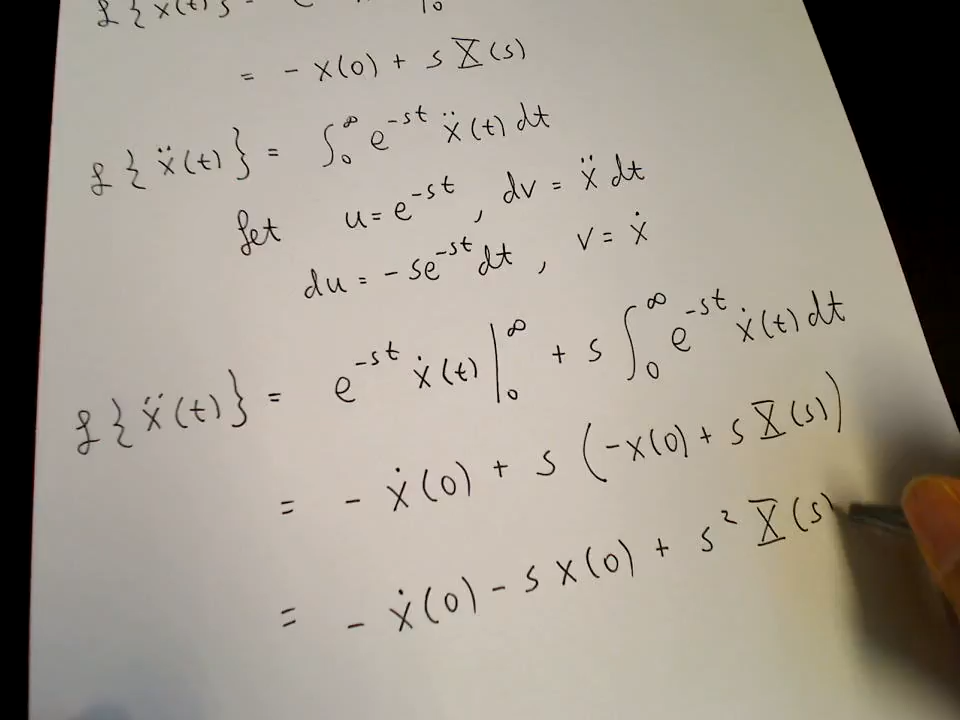 ℒ{x(t)}
= - x(0) + s X(s)
ℒ{ẍ(t)} = ∫₀^∞ e^{-st} ẍ(t) dt
Let u = e^{-st}, dv = ẍ dt
du = -se^{-st} dt, v = ẋ
ℒ{ẍ(t)} = e^{-st} ẋ(t) |₀^∞ + s ∫₀^∞ e^{-st} ẋ(t) dt
= - ẋ(0) + s (-x(0) + s X(s))
= - ẋ(0) - s x(0) + s² X(s)